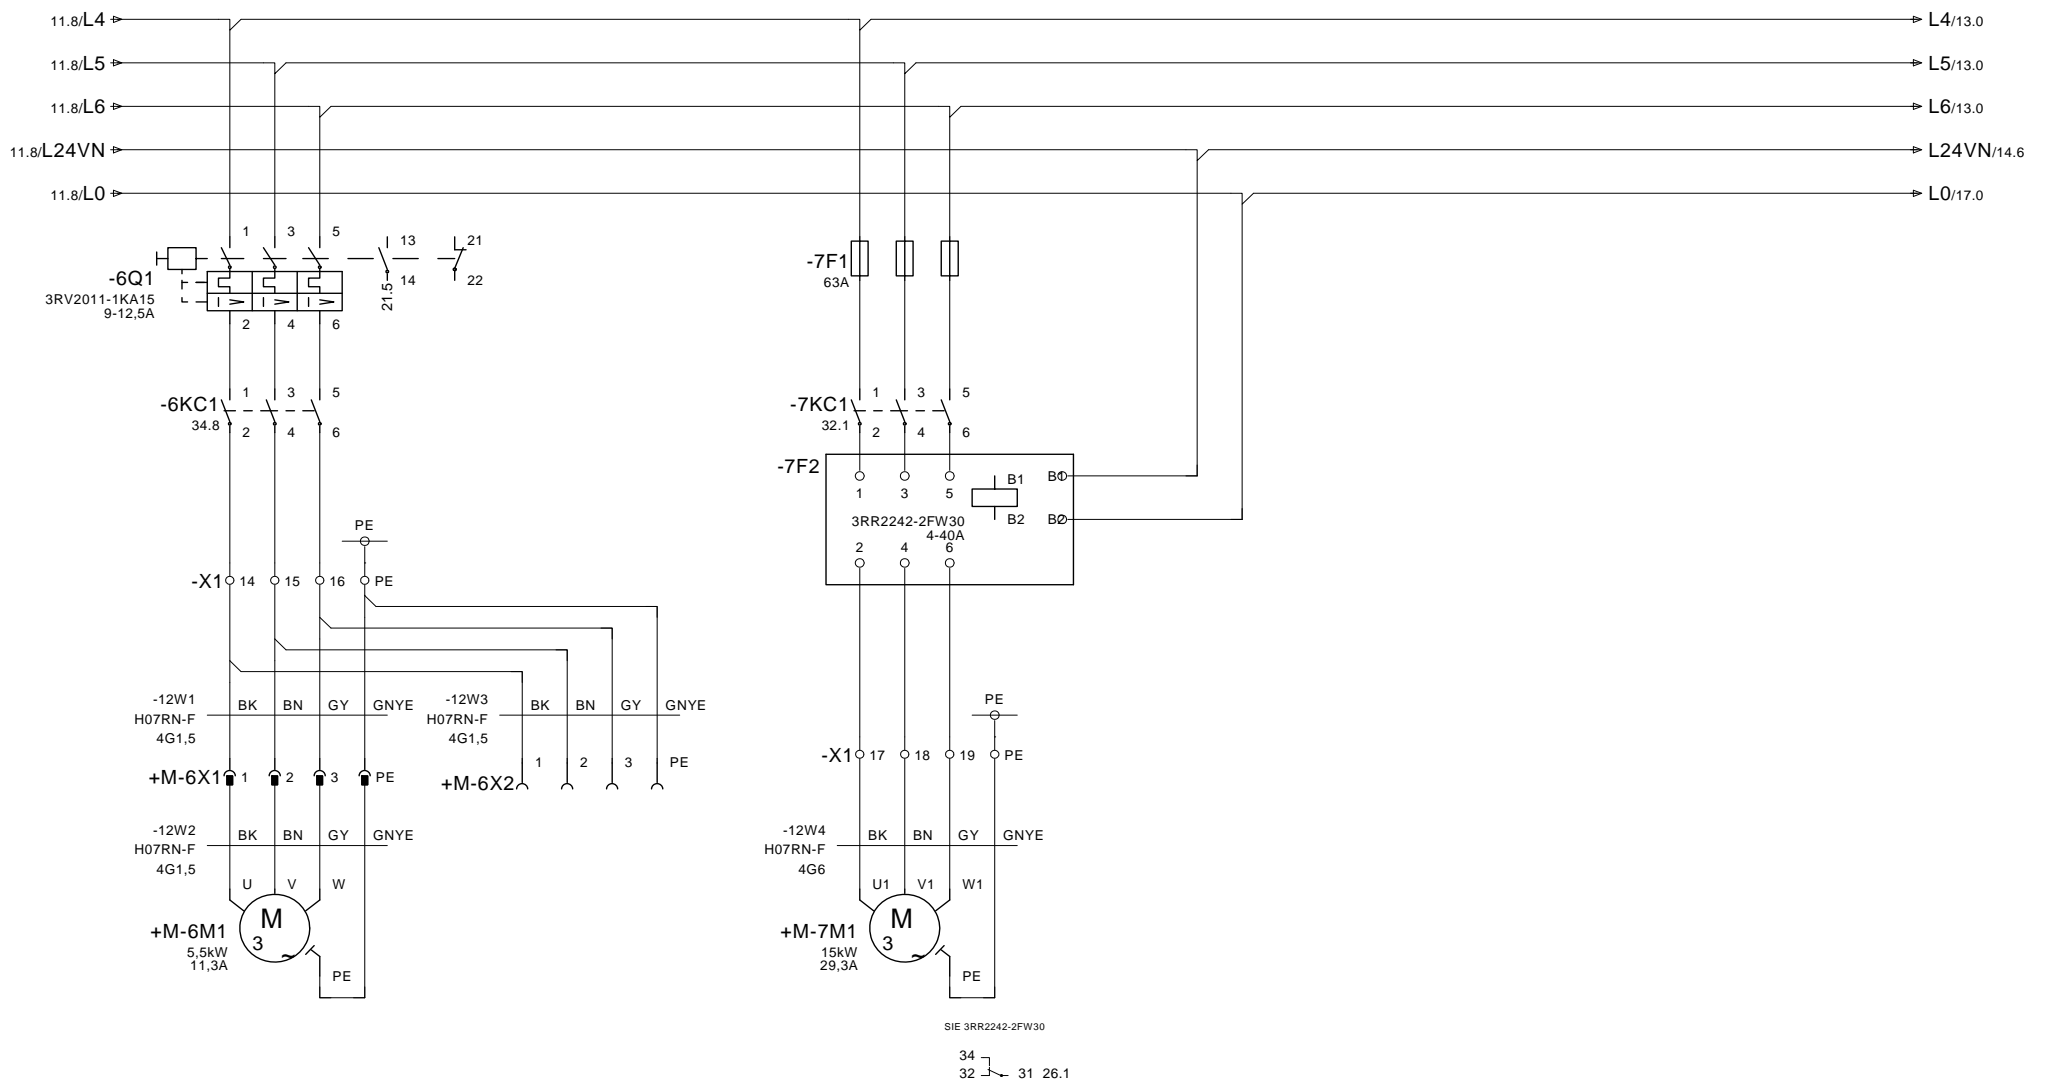 11.8/L4
L4/13.0
11.8/L5
L5/13.0
11.8/L6
L6/13.0
11.8/L24VN
L24VN/14.6
11.8/L0
L0/17.0
1 3 5 13 21
-6Q1
3RV2011-1KA15
9-12,5A
14 22
21.5
I > I > I >
2 4 6
-7F1
63A
-6KC1
34.8
1 3 5
2 4 6
-7KC1
32.1
1 3 5
2 4 6
-7F2
1 3 5
B1 B1
B2 B2
3RR2242-2FW30
4-40A
2 4 6
PE
-X1 14 15 16 PE
-12W1
H07RN-F
4G1,5
BK BN GY GNYE
-12W3
H07RN-F
4G1,5
BK BN GY GNYE
PE
+M-6X1 1 2 3 PE
+M-6X2 1 2 3 PE
-X1 17 18 19 PE
-12W2
H07RN-F
4G1,5
BK BN GY GNYE
-12W4
H07RN-F
4G6
BK BN GY GNYE
U V W
M
3 ~
+M-6M1
5,5kW
11,3A
PE
U1 V1 W1
M
3 ~
+M-7M1
15kW
29,3A
PE
SIE 3RR2242-2FW30
34
32 31 26.1